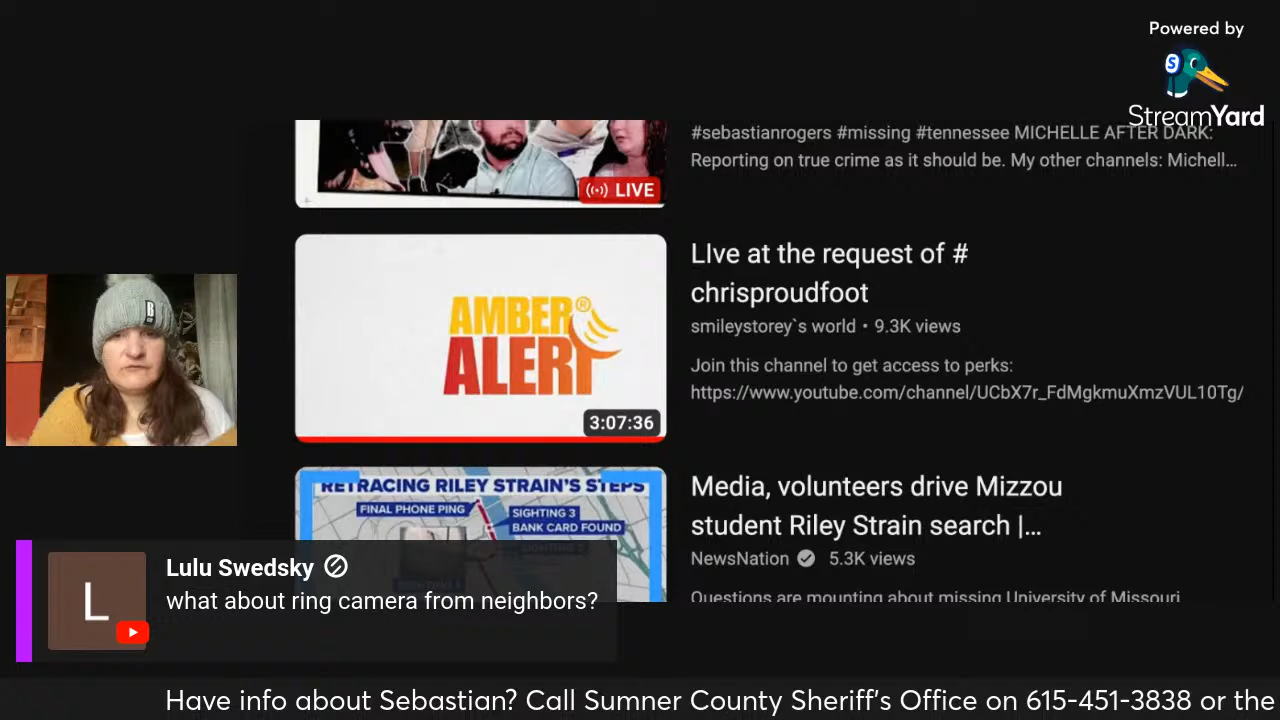 Powered by
StreamYard
#sebastianrogers #missing #tennessee MICHELLE AFTER DARK:
Reporting on true crime as it should be. My other channels: Michell...
LIVE
LIve at the request of #
chrisproudfoot
smileystorey`s world • 9.3K views
Join this channel to get access to perks:
https://www.youtube.com/channel/UCbX7r_FdMgkmuXmzVUL10Tg/
AMBER®
ALERT
3:07:36
B
RETRACING RILEY STRAIN'S STEPS
FINAL PHONE PING
SIGHTING 3
BANK CARD FOUND
Media, volunteers drive Mizzou
student Riley Strain search |...
NewsNation 5.3K views
Questions are mounting about missing University of Missouri
L
Lulu Swedsky
what about ring camera from neighbors?
Have info about Sebastian? Call Sumner County Sheriff's Office on 615-451-3838 or the